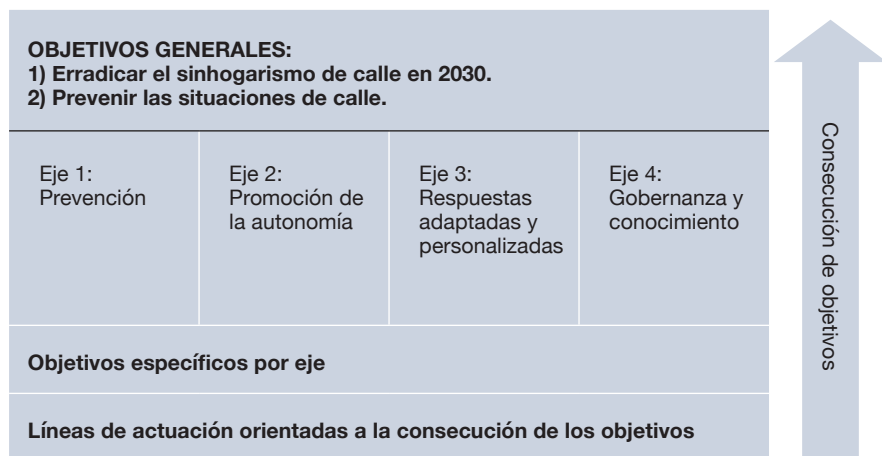 OBJETIVOS GENERALES:
1) Erradicar el sinhogarismo de calle en 2030.
2) Prevenir las situaciones de calle.
Eje 1:
Prevención
Eje 2:
Promoción de
la autonomía
Eje 3:
Respuestas
adaptadas y
personalizadas
Eje 4:
Gobernanza y
conocimiento
Objetivos específicos por eje
Líneas de actuación orientadas a la consecución de los objetivos
Consecución de objetivos